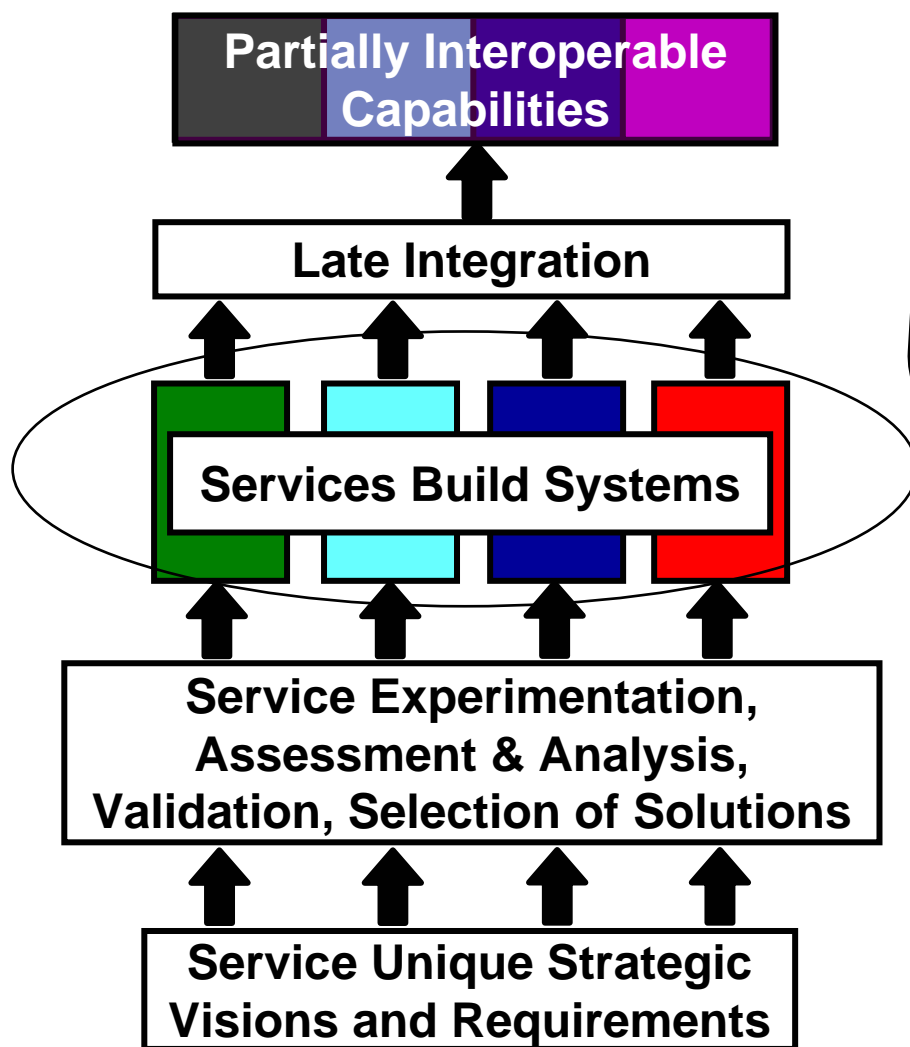 Partially Interoperable
Capabilities
Late Integration
Services Build Systems
Service Experimentation,
Assessment & Analysis,
Validation, Selection of Solutions
Service Unique Strategic
Visions and Requirements